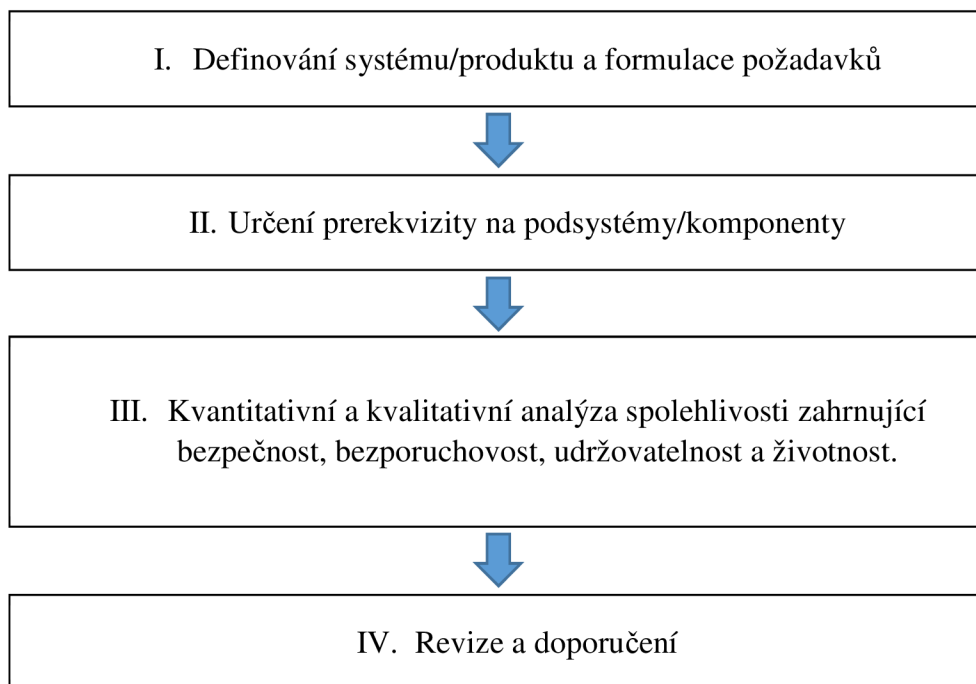 I. Definování systému/produktu a formulace požadavků
II. Určení prerekvizity na podsystémy/komponenty
III. Kvantitativní a kvalitativní analýza spolehlivosti zahrnující
bezpečnost, bezporuchovost, udržovatelnost a životnost.
IV. Revize a doporučení